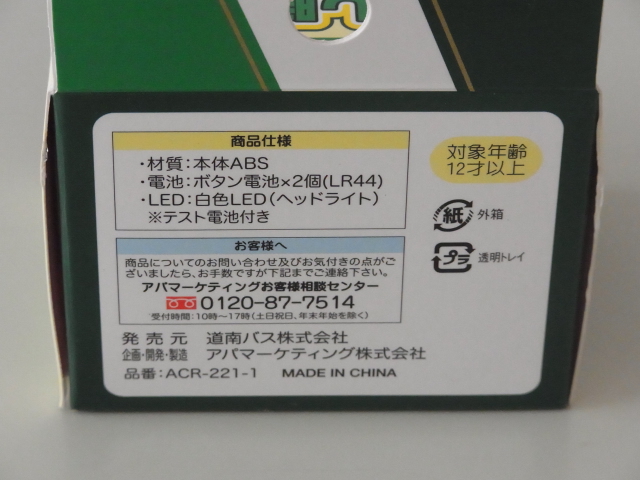 商品仕様
・材質：本体ABS
・電池：ボタン電池×2個(LR44)
・LED：白色LED（ヘッドライト）
※テスト電池付き
対象年齢
12才以上
紙 外箱
プラ 透明トレイ
お客様へ
商品についてのお問い合わせ及びお気付きの点がご
ざいましたら、お手数ですが下記までご連絡下さい。
アパマーケティングお客様相談センター
0120-87-7514
受付時間：10時～17時（土日祝日、年末年始を除く）
発売元 道南バス株式会社
企画・開発・製造 アパマーケティング株式会社
品番：ACR-221-1 MADE IN CHINA